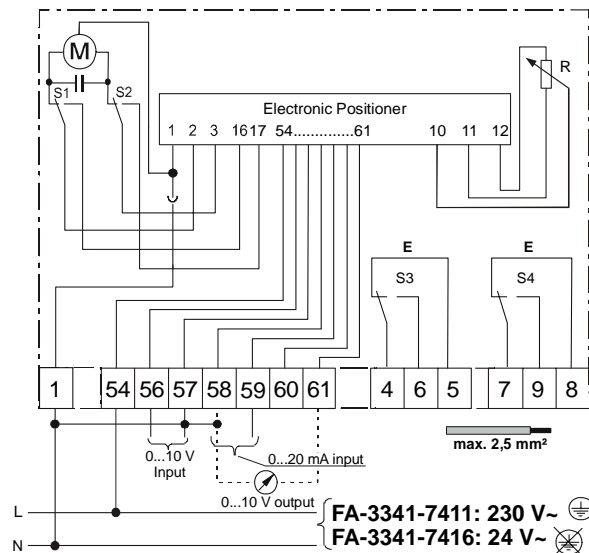 M
S1
S2
R
Electronic Positioner
1 2 3 16 17 54..............61 10 11 12
E
E
S3
S4
1 54 56 57 58 59 60 61 4 6 5 7 9 8
max. 2,5 mm²
0...10 V
Input
0...20 mA input
0...10 V output
L
FA-3341-7411: 230 V~
N
FA-3341-7416: 24 V~